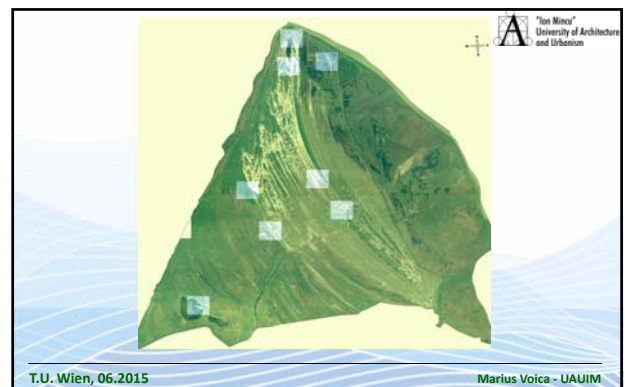 "Ion Mincu"
University of Architecture
and Urbanism
T.U. Wien, 06.2015
Marius Voica - UAUIM